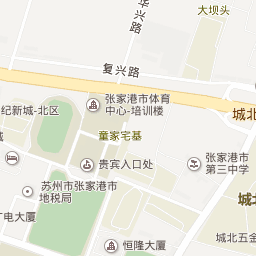 大坝头
华兴路
复兴路
张家港市体育
中心-培训楼
城北
纪新城-北区
童家宅基
贵宾入口处
张家港市
第三中学
苏州市张家港市
地税局
城北
广电大厦
恒隆大厦
城北五金